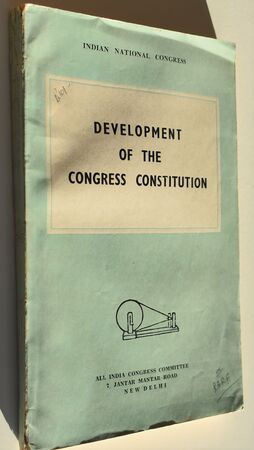 INDIAN NATIONAL CONGRESS
DEVELOPMENT
OF THE
CONGRESS CONSTITUTION
ALL INDIA CONGRESS COMMITTEE
7, JANTAR MANTAR ROAD
NEW DELHI